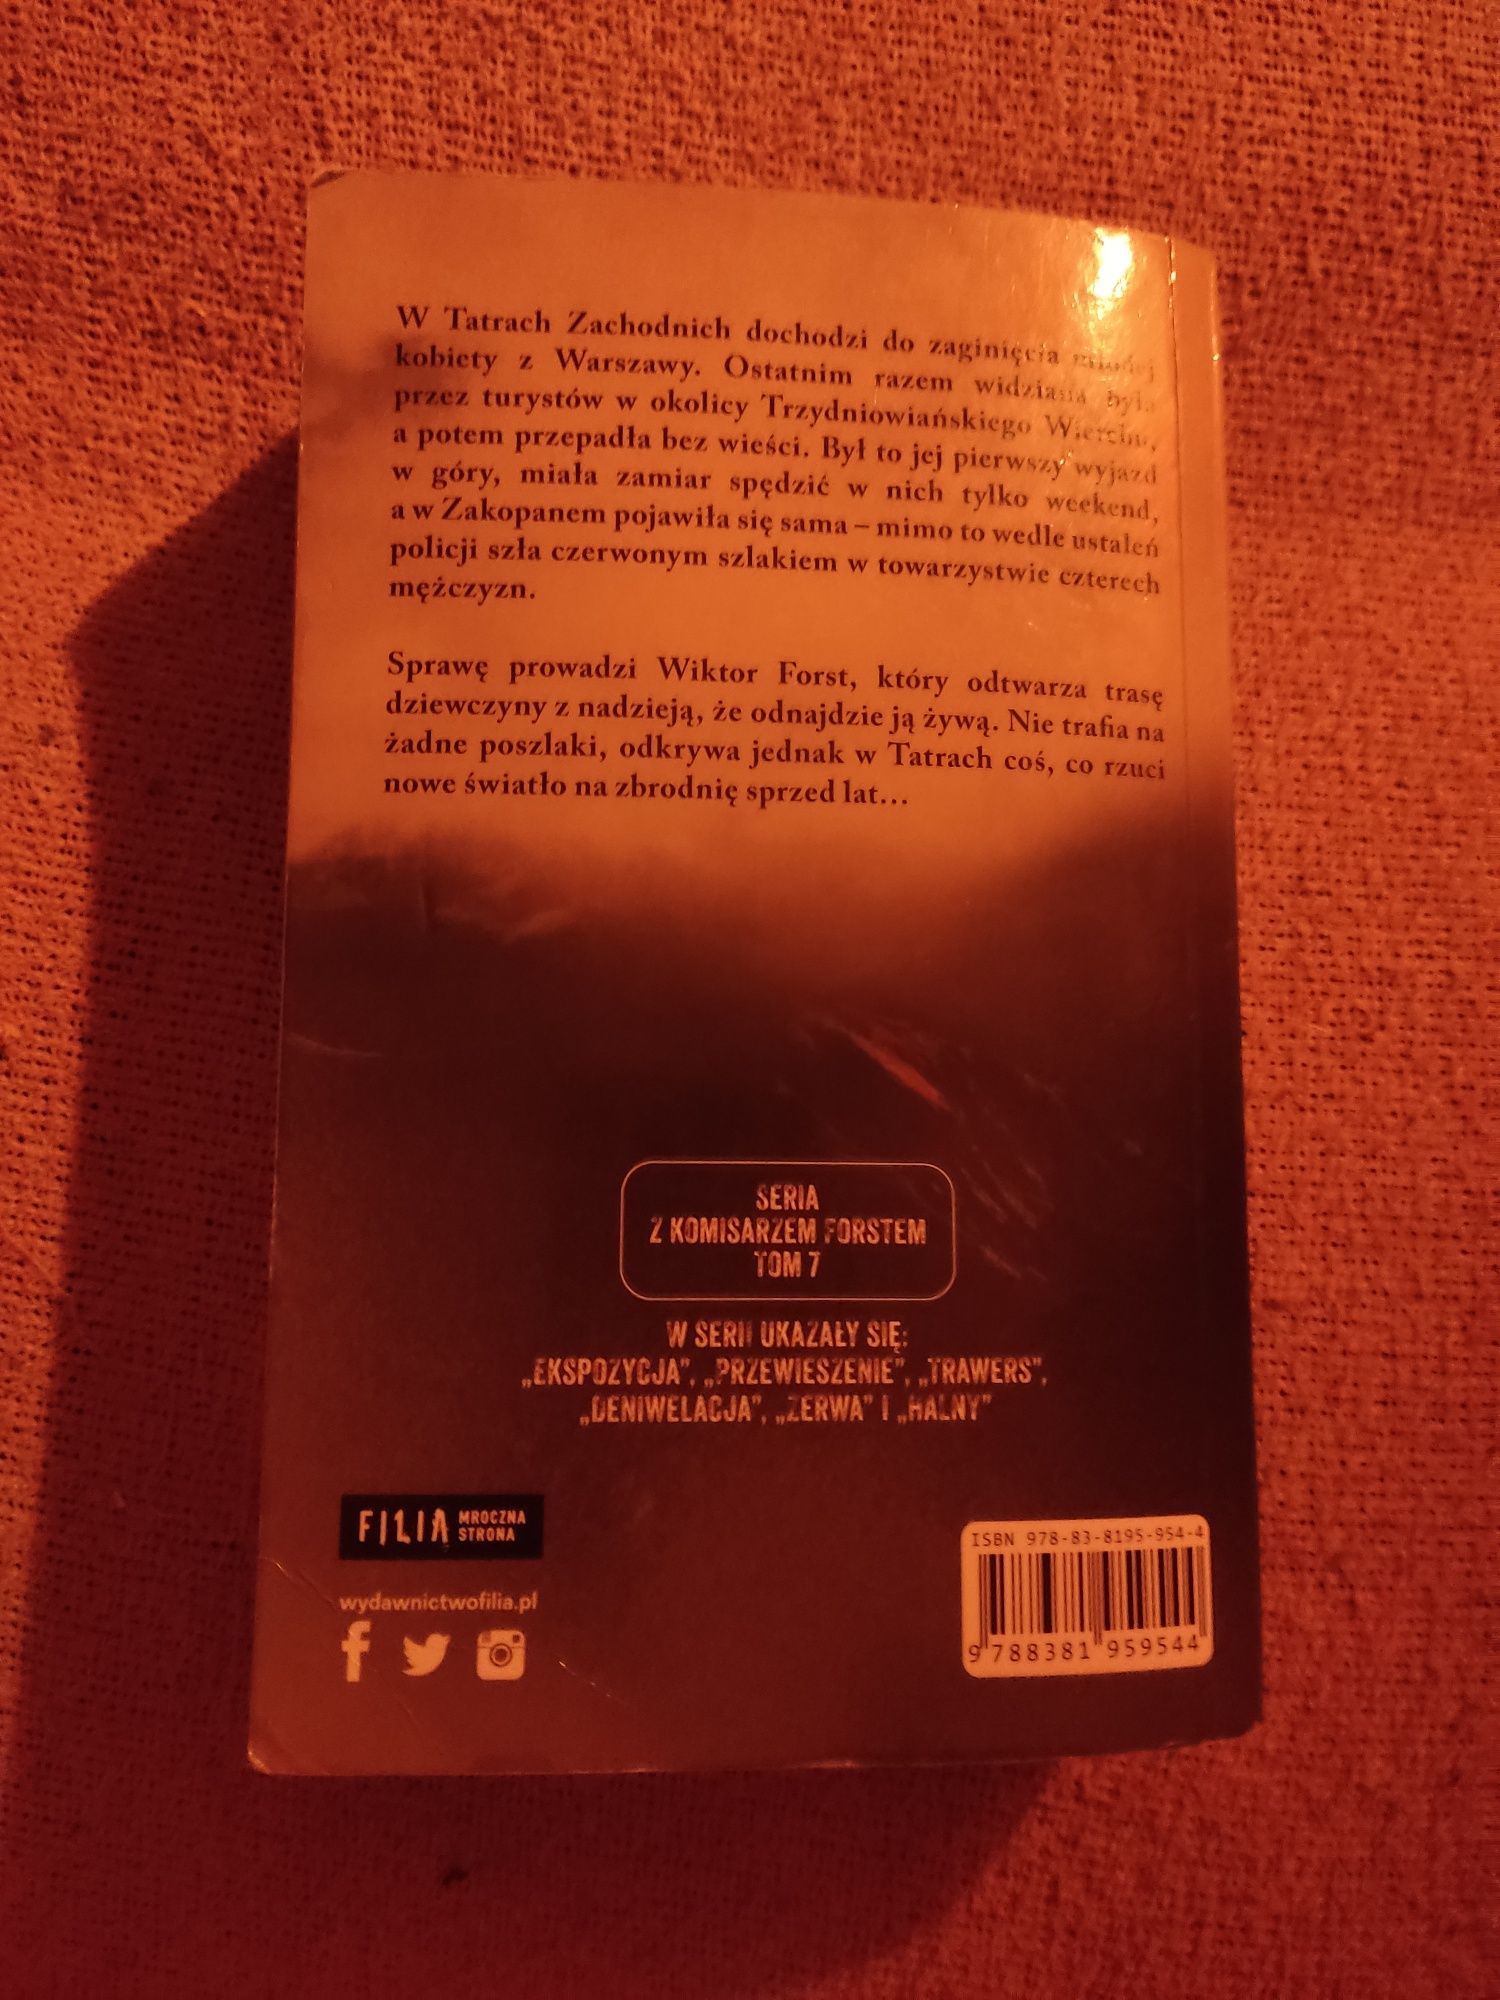 W Tatrach Zachodnich dochodzi do zaginięcia młodej
kobiety z Warszawy. Ostatnim razem widziana była
przez turystów w okolicy Trzydniowiańskiego Wierchu,
a potem przepadła bez wieści. Był to jej pierwszy wyjazd
w góry, miała zamiar spędzić w nich tylko weekend,
a w Zakopanem pojawiła się sama – mimo to wedle ustaleń
policji szła czerwonym szlakiem w towarzystwie czterech
mężczyzn.
Sprawę prowadzi Wiktor Forst, który odtwarza trasę
dziewczyny z nadzieją, że odnajdzie ją żywą. Nie trafia na
żadne poszlaki, odkrywa jednak w Tatrach coś, co rzuci
nowe światło na zbrodnię sprzed lat...
SERIA
Z KOMISARZEM FORSTEM
TOM 7
W SERII UKAZAŁY SIĘ:
„EKSPOZYCJA”, „PRZEWIESZENIE”, „TRAWERS”,
„DENIWELACJA”, „ZERWA” I „HALNY”
FILIA MROCZNA
STRONA
wydawnictwofilia.pl
ISBN 978-83-8195-954-4
9 788381 959544